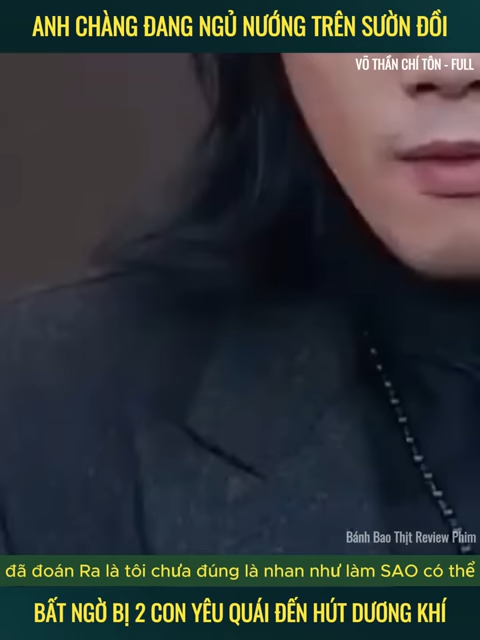 ANH CHÀNG ĐANG NGỦ NƯỚNG TRÊN SƯỜN ĐỒI
VÕ THẦN CHÍ TÔN - FULL
Bánh Bao Thịt Review Phim
đã đoán Ra là tôi chưa đúng là nhan như làm SAO có thể
BẤT NGỜ BỊ 2 CON YÊU QUÁI ĐẾN HÚT DƯƠNG KHÍ